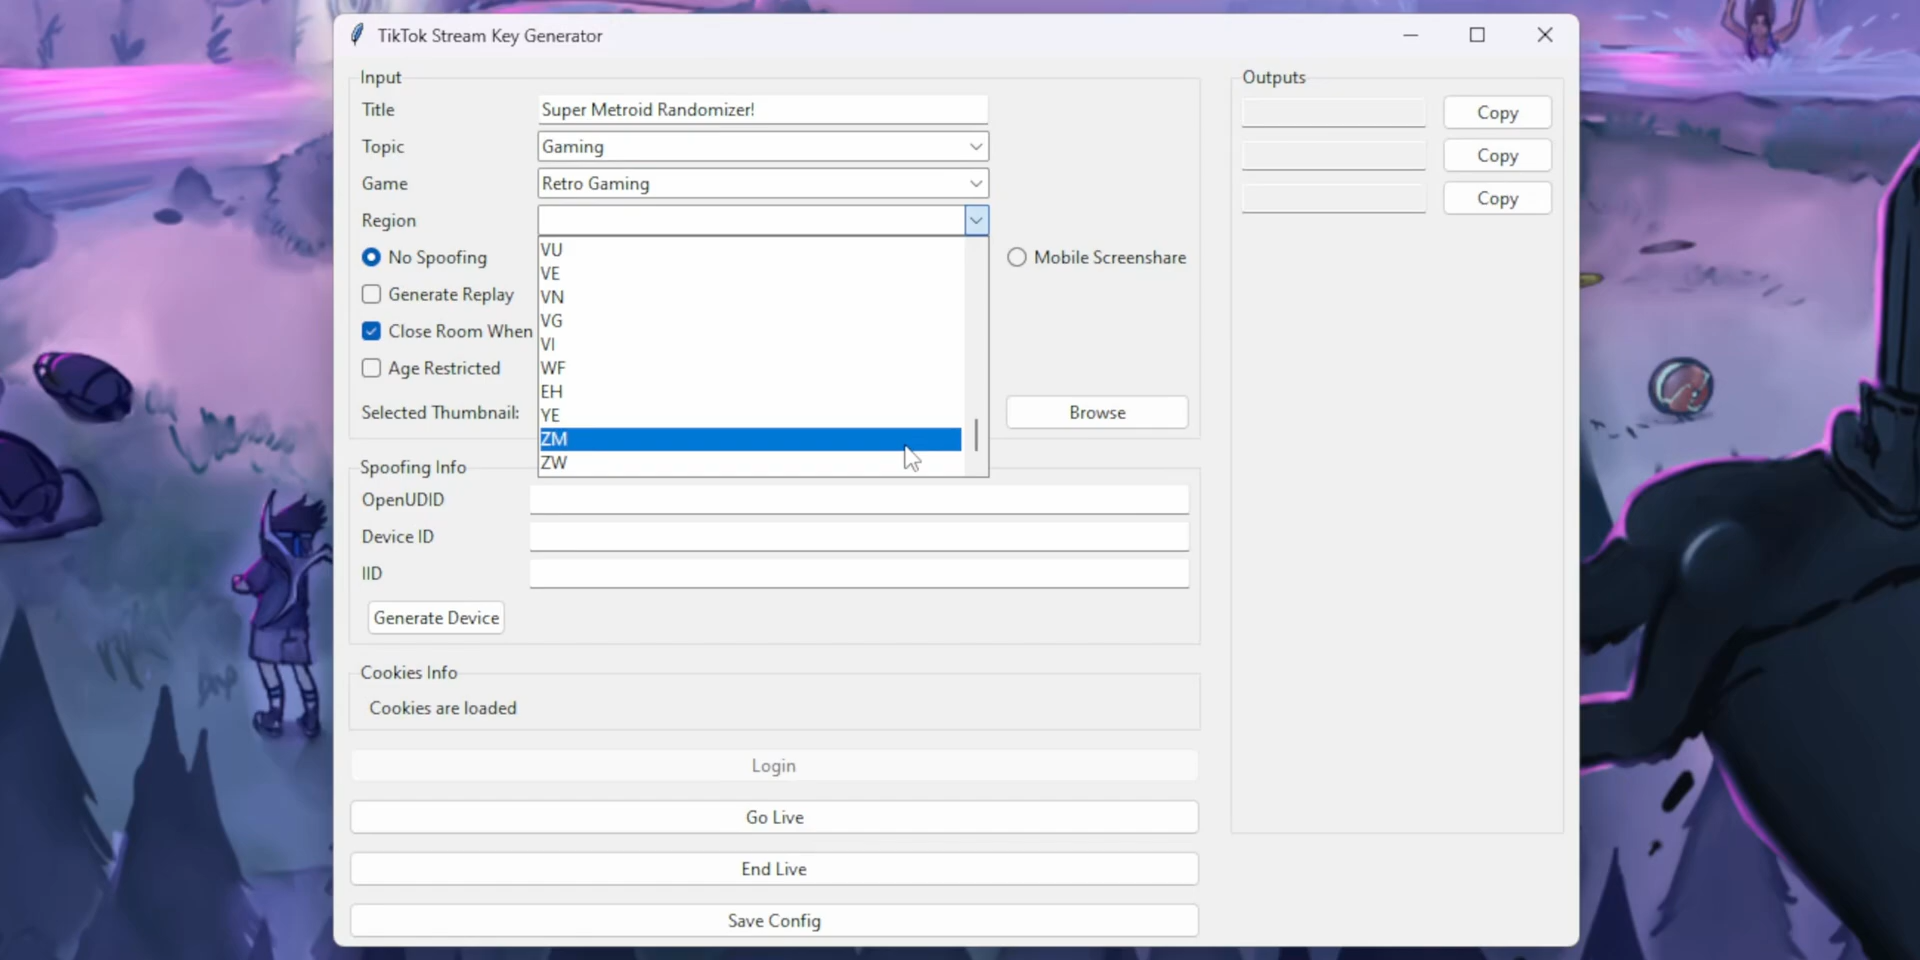 TikTok Stream Key Generator
Input
Title
Super Metroid Randomizer!
Topic
Gaming
Game
Retro Gaming
Region
VU
VE
VN
VG
VI
WF
EH
YE
ZM
ZW
No Spoofing
Mobile Screenshare
Generate Replay
Close Room When
Age Restricted
Selected Thumbnail:
Browse
Spoofing Info
OpenUDID
Device ID
IID
Generate Device
Cookies Info
Cookies are loaded
Login
Go Live
End Live
Save Config
Outputs
Copy
Copy
Copy